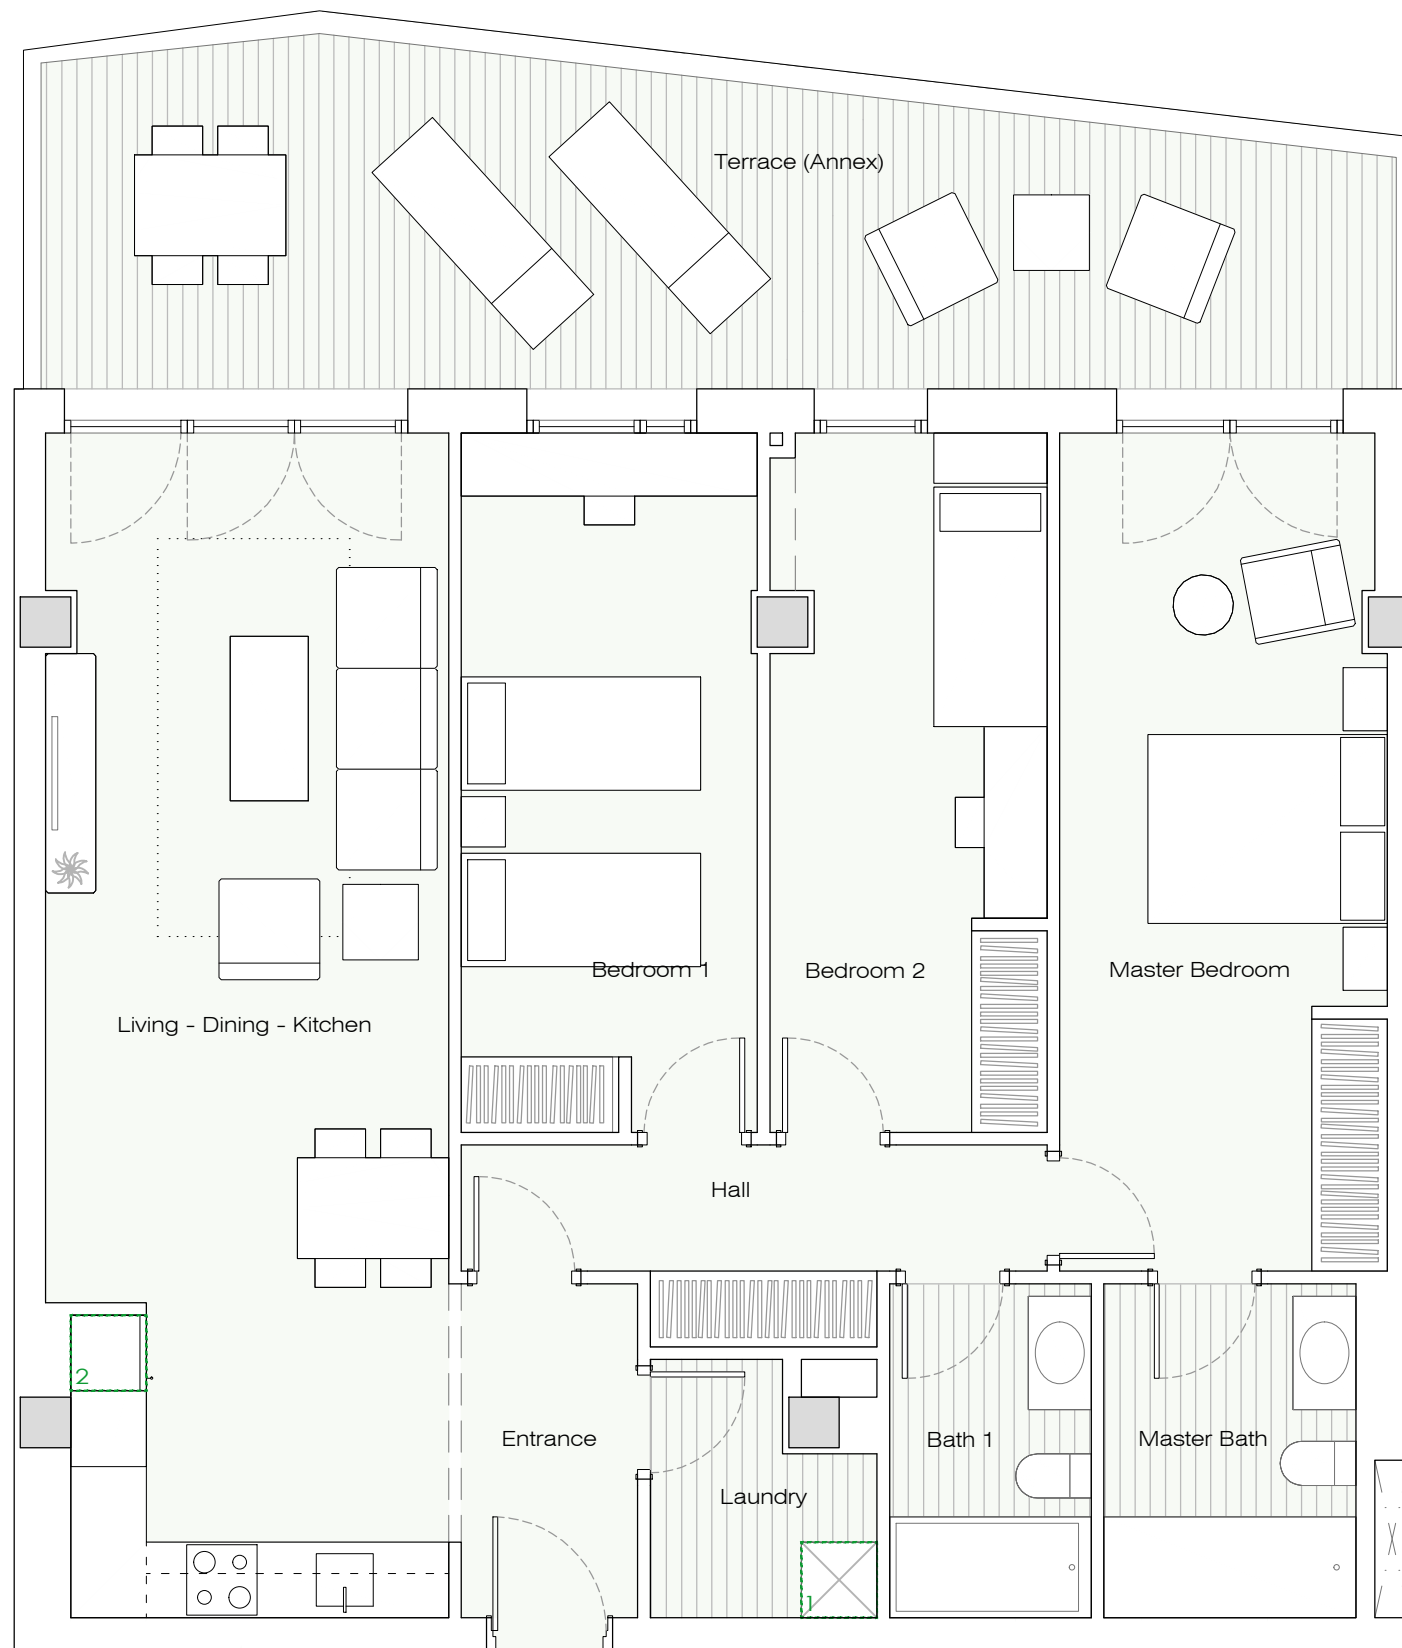 Terrace (Annex)
Bedroom 1
Bedroom 2
Master Bedroom
Living - Dining - Kitchen
Hall
2
Entrance
Bath 1
Master Bath
Laundry
1